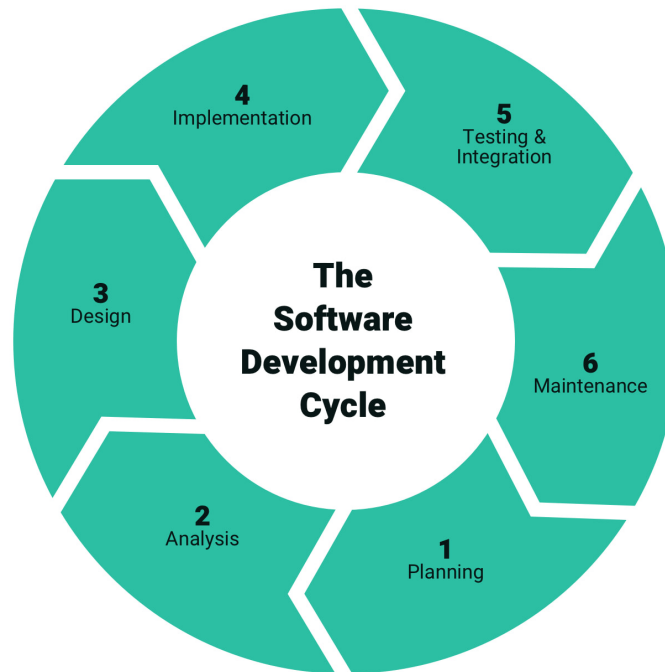 The
Software
Development
Cycle
1
Planning
2
Analysis
3
Design
4
Implementation
5
Testing &
Integration
6
Maintenance